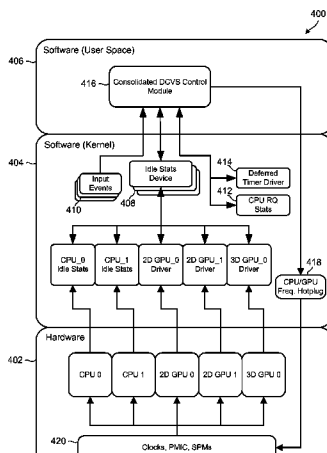 400
Software (User Space)
406
416
Consolidated DCVS Control
Module
Software (Kernel)
404
Input
Events
410
Idle Stats
Device
408
414
Deferred
Timer Driver
412
CPU RQ
Stats
CPU_0
Idle Stats
CPU_1
Idle Stats
2D GPU_0
Driver
2D GPU_1
Driver
3D GPU_0
Driver
418
CPU/GPU
Freq. Hotplug
Hardware
402
CPU 0
CPU 1
2D GPU 0
2D GPU 1
3D GPU 0
420
Clocks, PMIC, SPMs